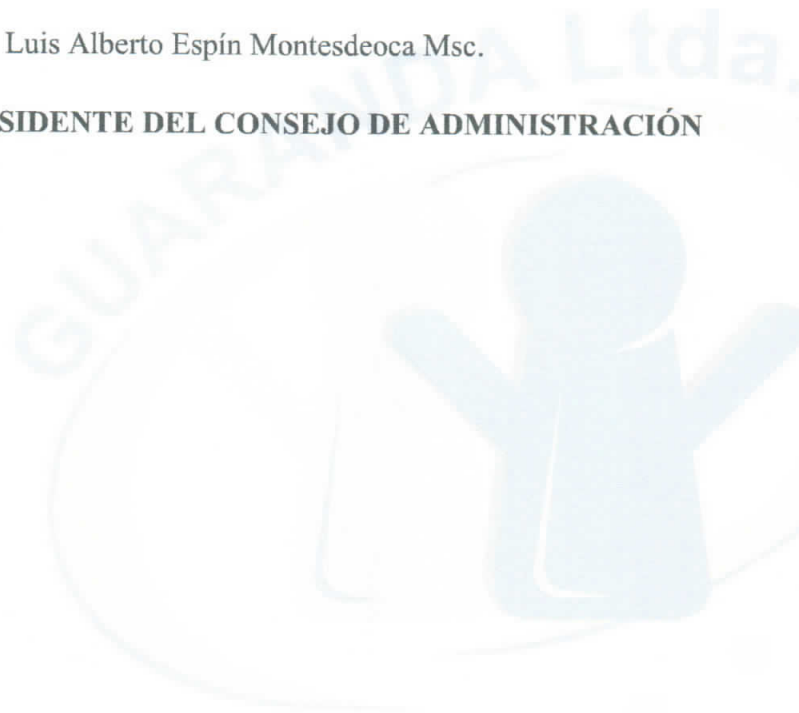 Luis Alberto Espín Montesdeoca Msc.
SIDENTE DEL CONSEJO DE ADMINISTRACIÓN
GUARANDA Ltda.